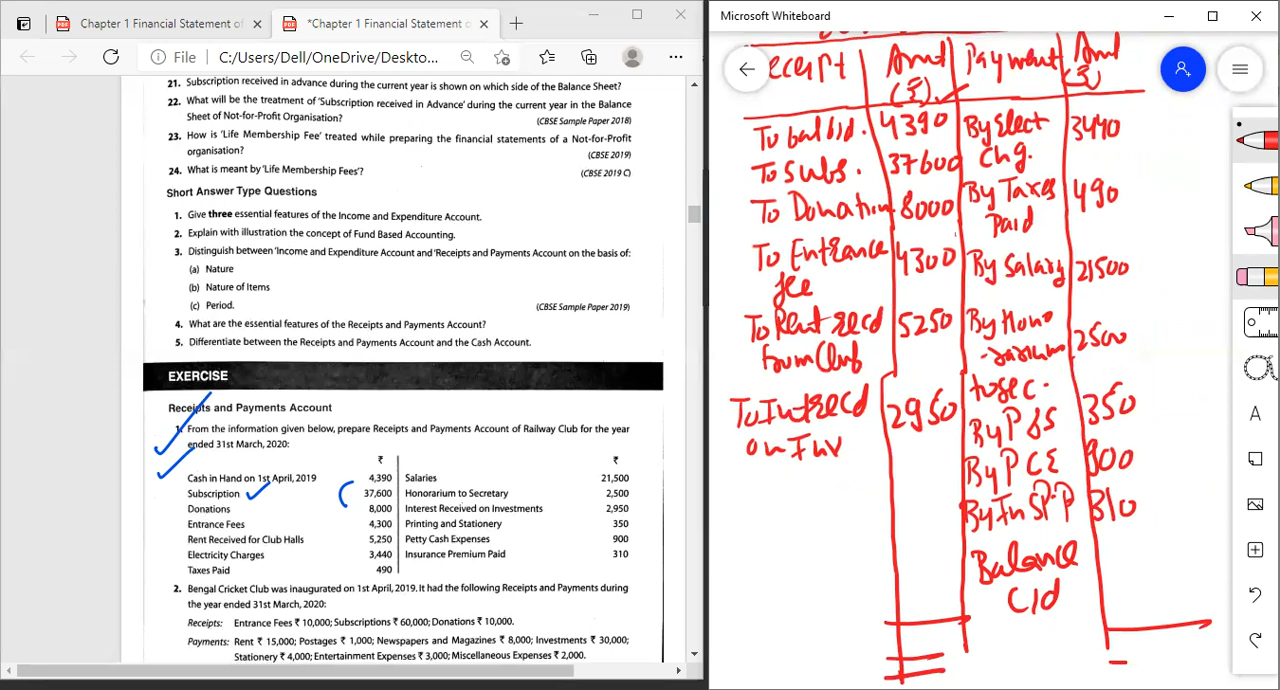 Chapter 1 Financial Statement of
*Chapter 1 Financial Statement o
File
C:/Users/Dell/OneDrive/Deskto...
21. Subscription received in advance during the current year is shown on which side of the Balance Sheet?
22. What will be the treatment of 'Subscription received in Advance' during the current year in the Balance
Sheet of Not-for-Profit Organisation?
(CBSE Sample Paper 2018)
23. How is 'Life Membership Fee' treated while preparing the financial statements of a Not-for-Profit
organisation?
(CBSE 2019)
24. What is meant by 'Life Membership Fees'?
(CBSE 2019 C)
Short Answer Type Questions
1. Give three essential features of the Income and Expenditure Account.
2. Explain with illustration the concept of Fund Based Accounting.
3. Distinguish between 'Income and Expenditure Account and 'Receipts and Payments Account on the basis of:
(a) Nature
(b) Nature of Items
(c) Period.
(CBSE Sample Paper 2019)
4. What are the essential features of the Receipts and Payments Account?
5. Differentiate between the Receipts and Payments Account and the Cash Account.
EXERCISE
Receipts and Payments Account
1. From the information given below, prepare Receipts and Payments Account of Railway Club for the year
ended 31st March, 2020:
₹ ₹
Cash in Hand on 1st April, 2019 4,390 Salaries 21,500
Subscription 37,600 Honorarium to Secretary 2,500
Donations 8,000 Interest Received on Investments 2,950
Entrance Fees 4,300 Printing and Stationery 350
Rent Received for Club Halls 5,250 Petty Cash Expenses 900
Electricity Charges 3,440 Insurance Premium Paid 310
Taxes Paid 490
2. Bengal Cricket Club was inaugurated on 1st April, 2019. It had the following Receipts and Payments during
the year ended 31st March, 2020:
Receipts: Entrance Fees ₹ 10,000; Subscriptions ₹ 60,000; Donations ₹ 10,000.
Payments: Rent ₹ 15,000; Postages ₹ 1,000; Newspapers and Magazines ₹ 8,000; Investments ₹ 30,000;
Stationery ₹ 4,000; Entertainment Expenses ₹ 3,000; Miscellaneous Expenses ₹ 2,000.
Microsoft Whiteboard
eceipt Amt Payment Amt
(₹) (₹)
To bal b/d. 4390 By Elect 3440
To Subs. 37600 Chg.
To Donation 8000 By Taxes 490
Paid
To Entrance 4300 By Salary 21500
fee
To Rent recd 5250 By Hono
from Club -rarium 2500
to sec.
To Int recd 2950 By P & S 350
on Inv
By P C E 900
By In S P.P 310
Balance
C/d